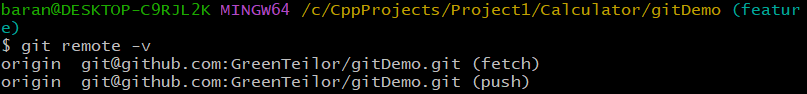 baran@DESKTOP-C9RJL2K MINGW64 /c/CppProjects/Project1/Calculator/gitDemo (featur
e)
$ git remote -v
origin  git@github.com:GreenTeilor/gitDemo.git (fetch)
origin  git@github.com:GreenTeilor/gitDemo.git (push)